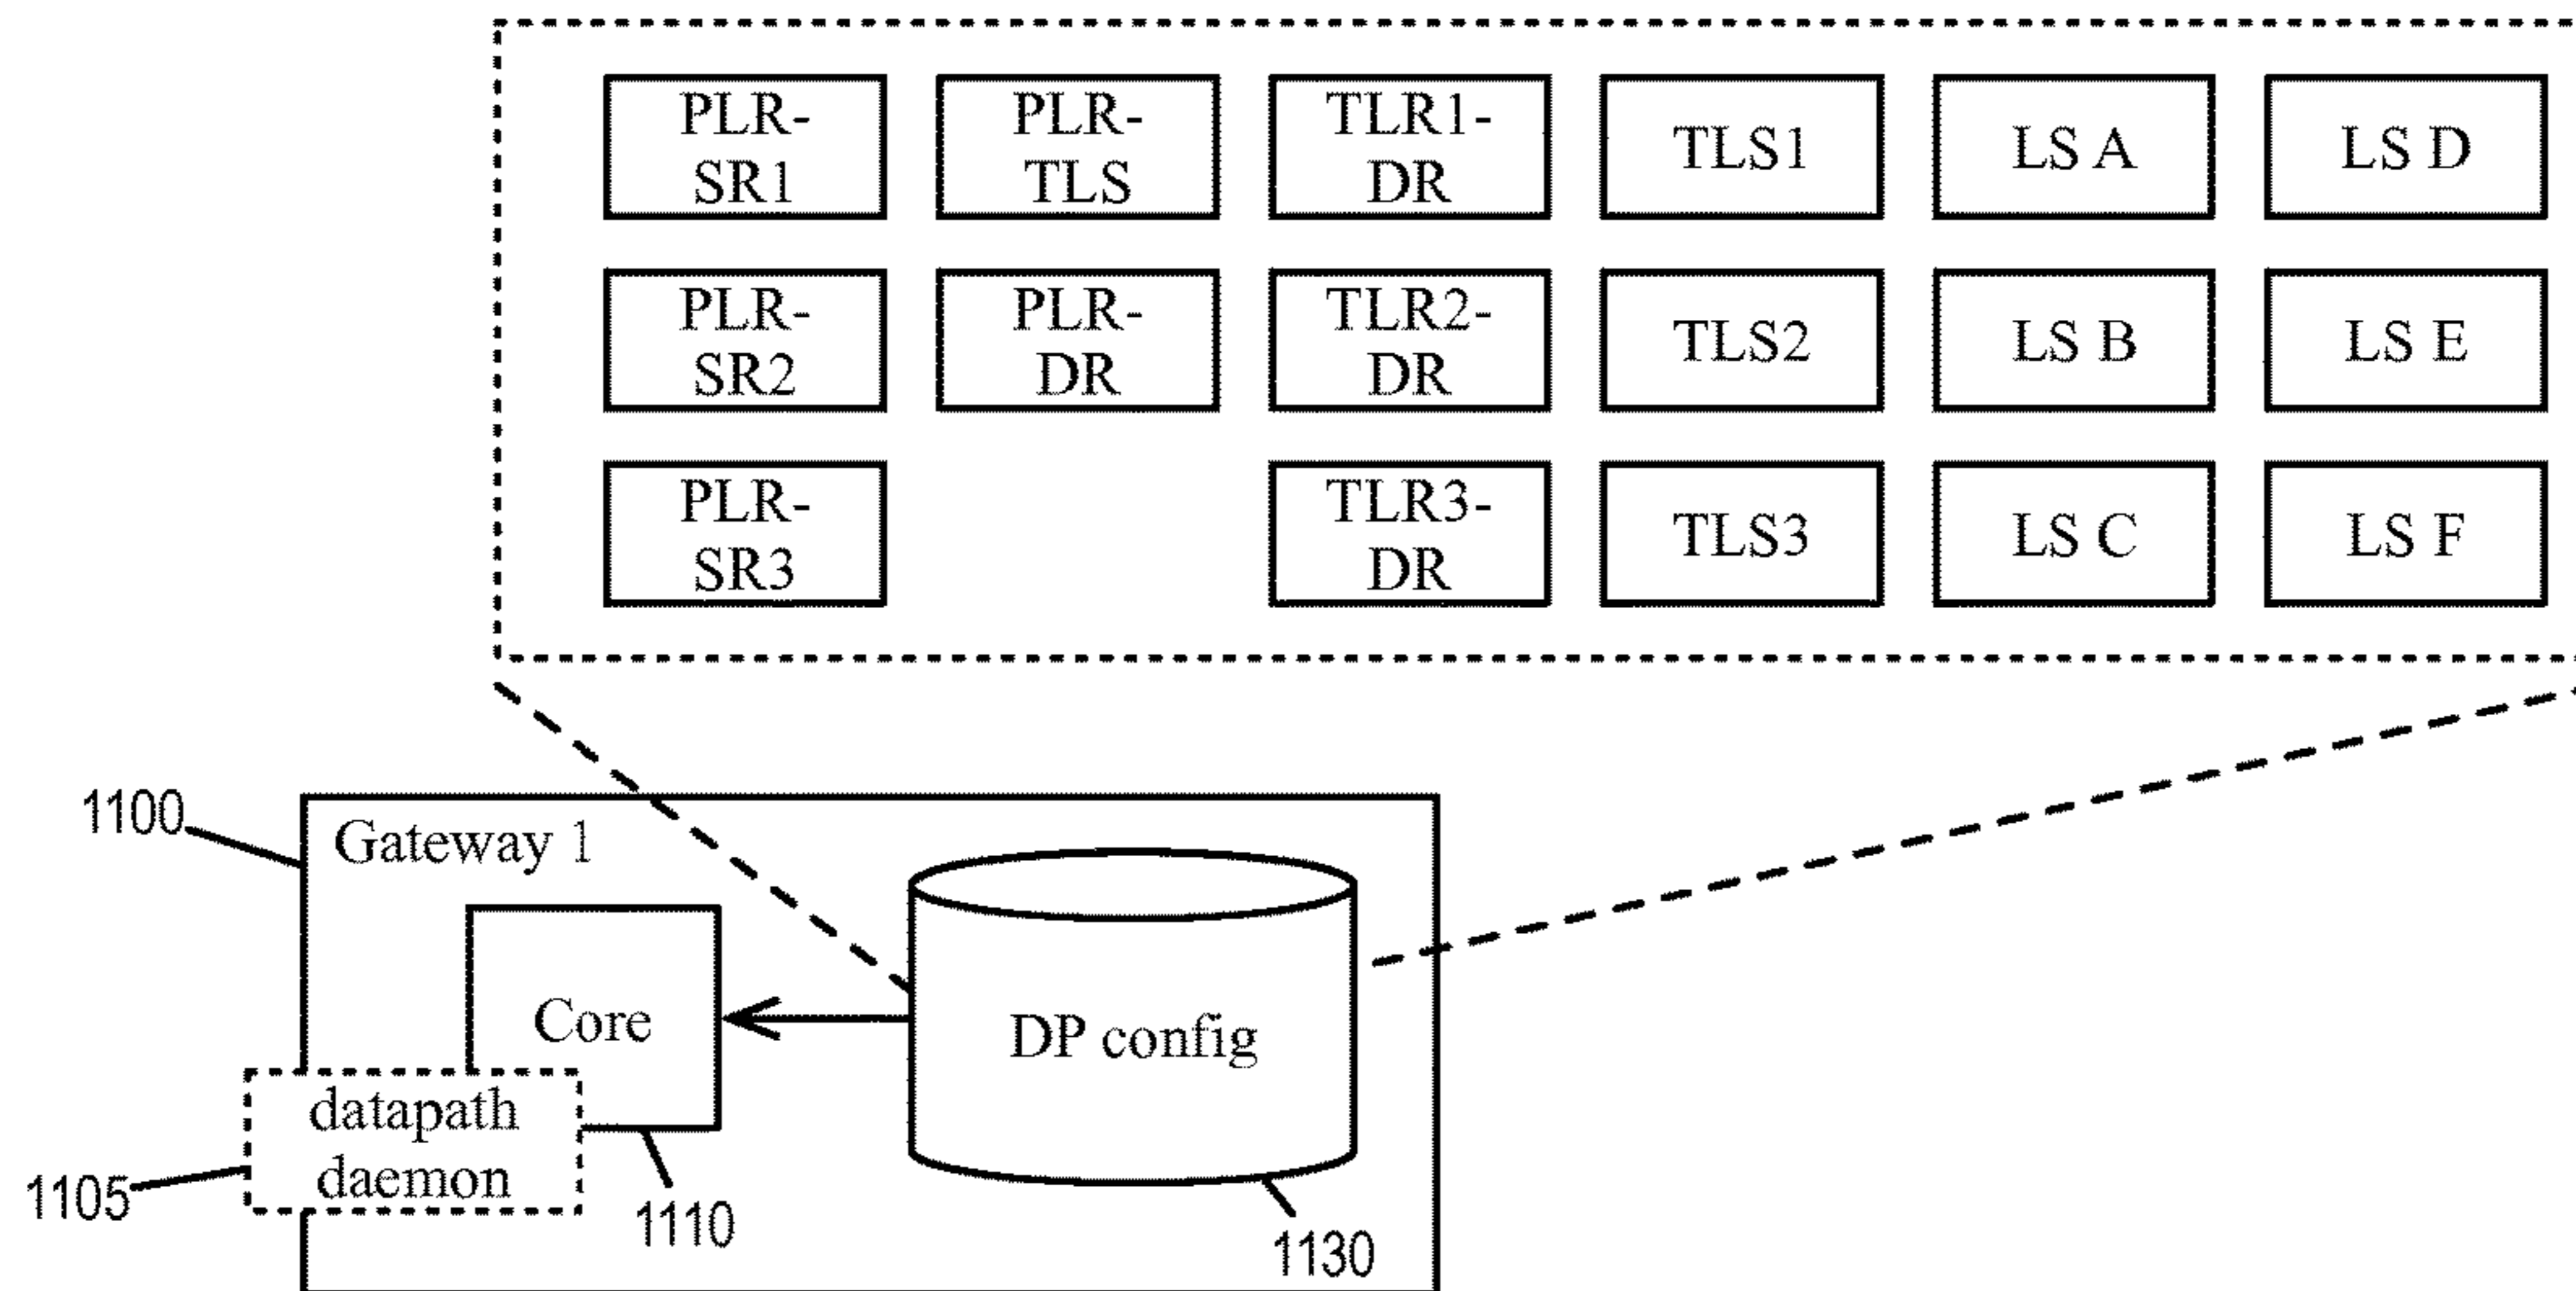 PLR- PLR- TLR1- TLS1 LS A LS D
SR1 TLS DR
PLR- PLR- TLR2- TLS2 LS B LS E
SR2 DR DR
PLR- TLR3- TLS3 LS C LS F
SR3 DR
1100
Gateway 1
Core
DP config
datapath
daemon
1105
1110
1130